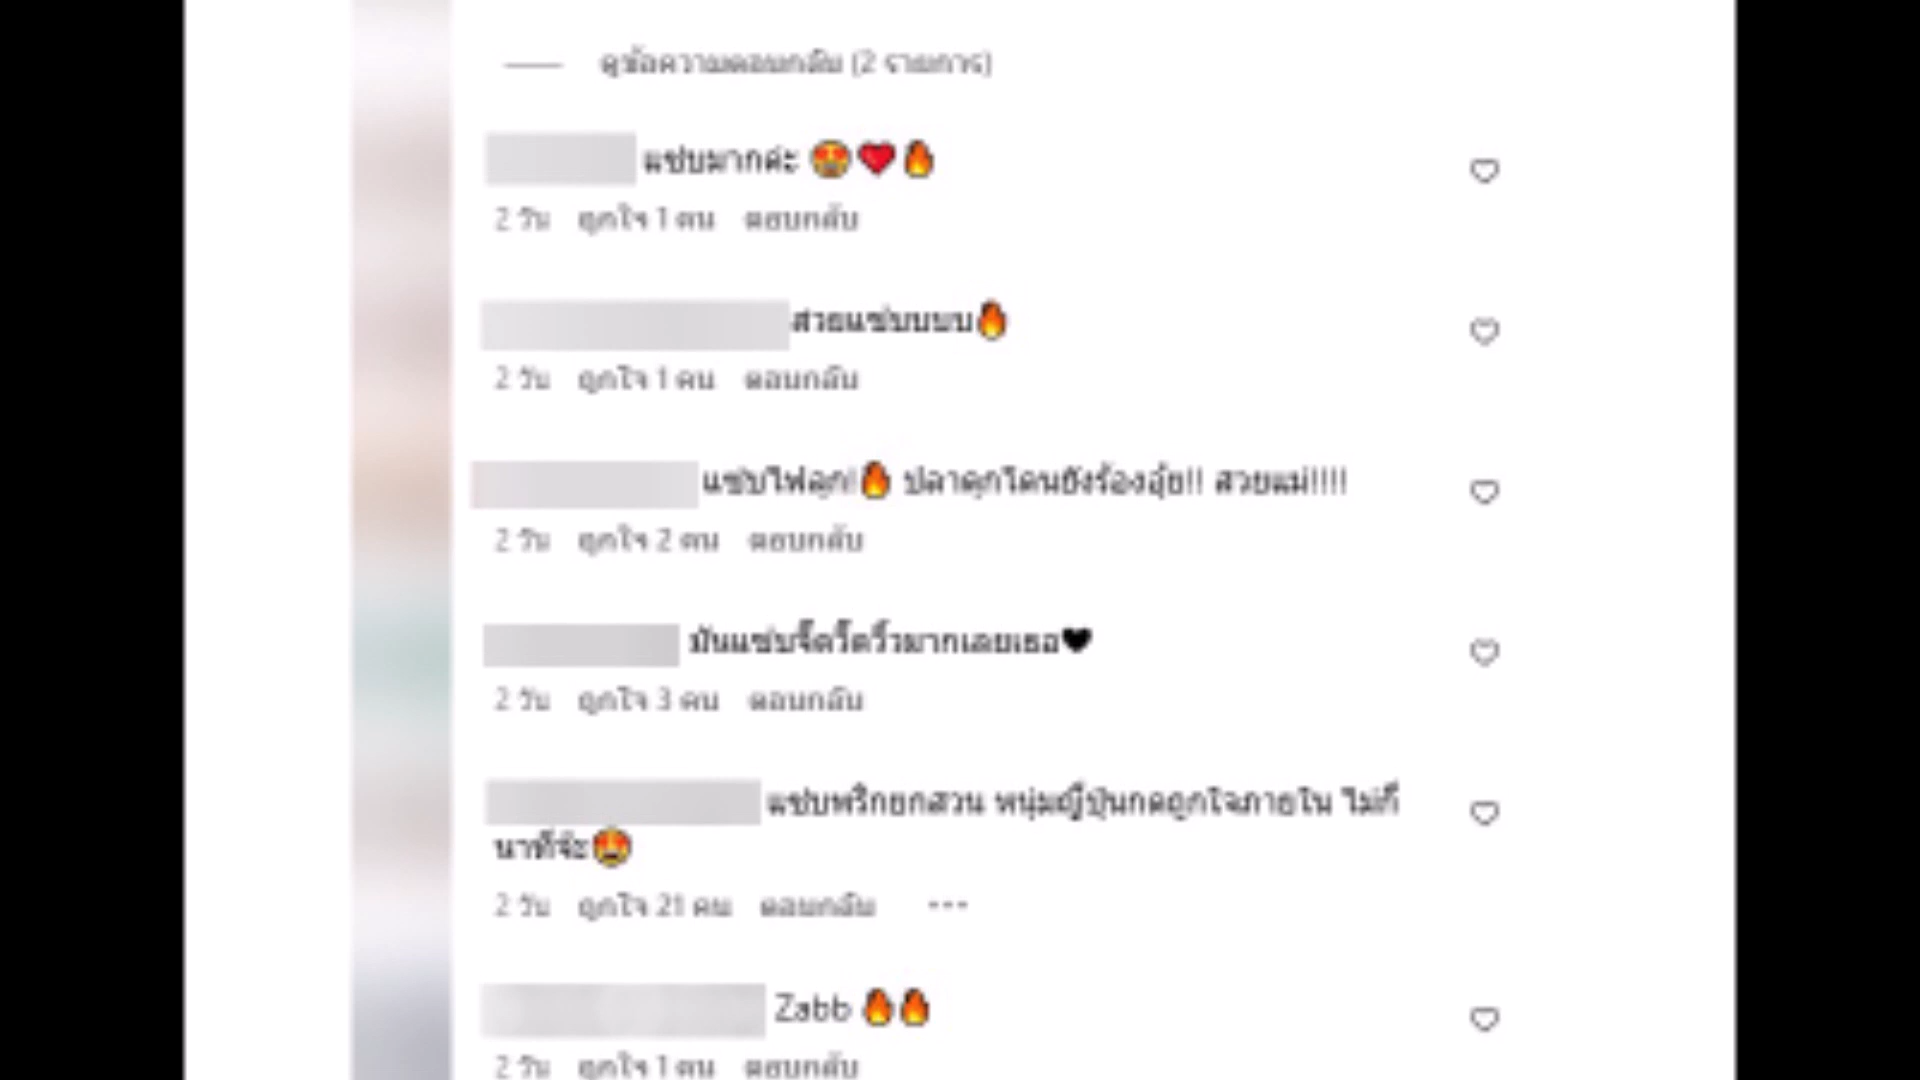 ดูข้อความตอบกลับ (2 รายการ)
แซ่บมากค่ะ 🤩❤️🔥
2 วัน ถูกใจ 1 คน ตอบกลับ
สวยแซ่บบบบ🔥
2 วัน ถูกใจ 1 คน ตอบกลับ
แซ่บไฟลุก!🔥 ปลาดุกโดนยังร้องอุ้ย!! สวยแม่!!!!
2 วัน ถูกใจ 2 คน ตอบกลับ
มันแซ่บจี๊ดวี๊ดวิ้วมากเลยเธอ🖤
2 วัน ถูกใจ 3 คน ตอบกลับ
แซ่บพริกยกสวน หนุ่มญี่ปุ่นกดถูกใจภายใน ไม่กี่
นาทีจ้ะ🤩
2 วัน ถูกใจ 21 คน ตอบกลับ ...
Zabb 🔥🔥
2 วัน ถูกใจ 1 คน ตอบกลับ